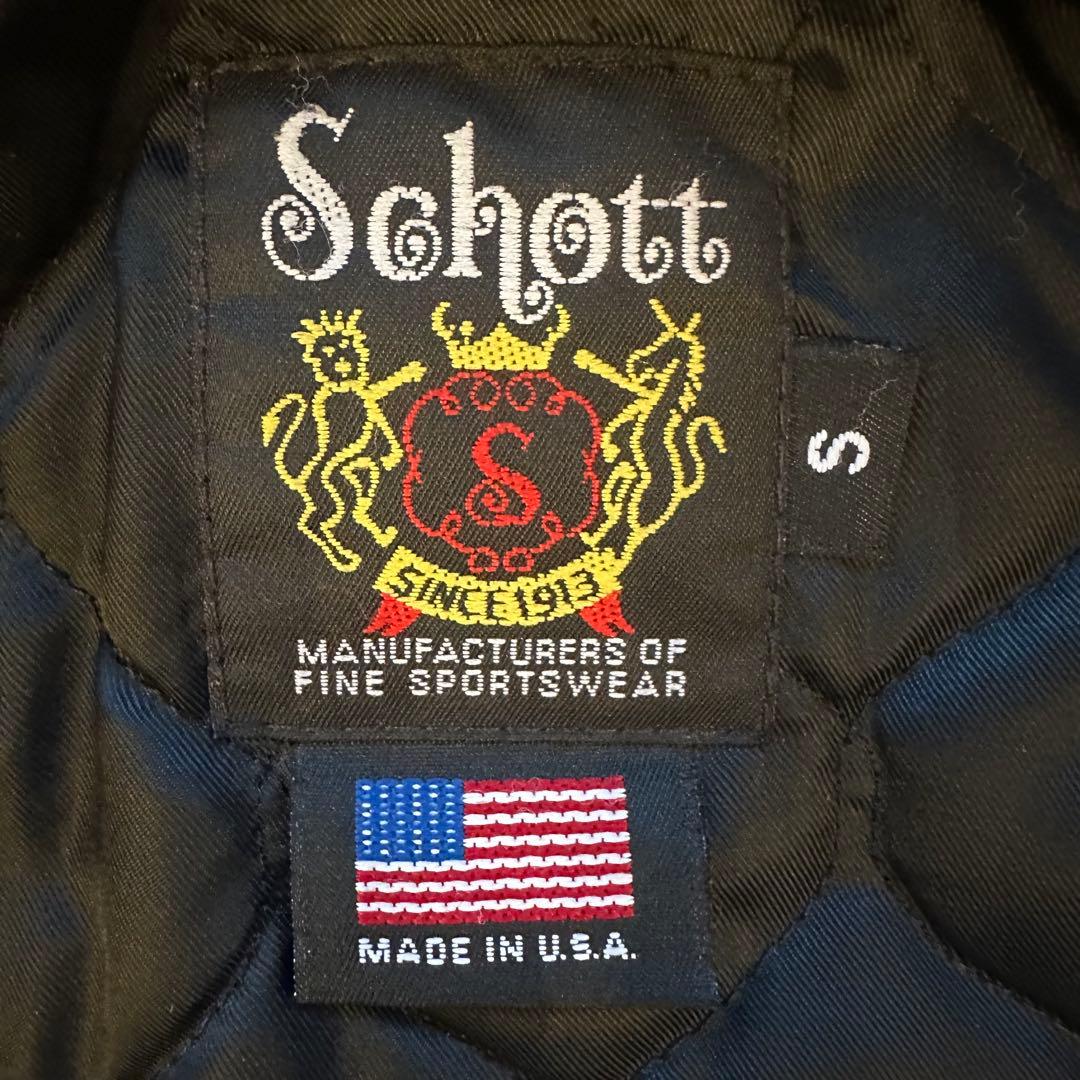 Schott
S
S
SINCE 1913
MANUFACTURERS OF
FINE SPORTSWEAR
MADE IN U.S.A.